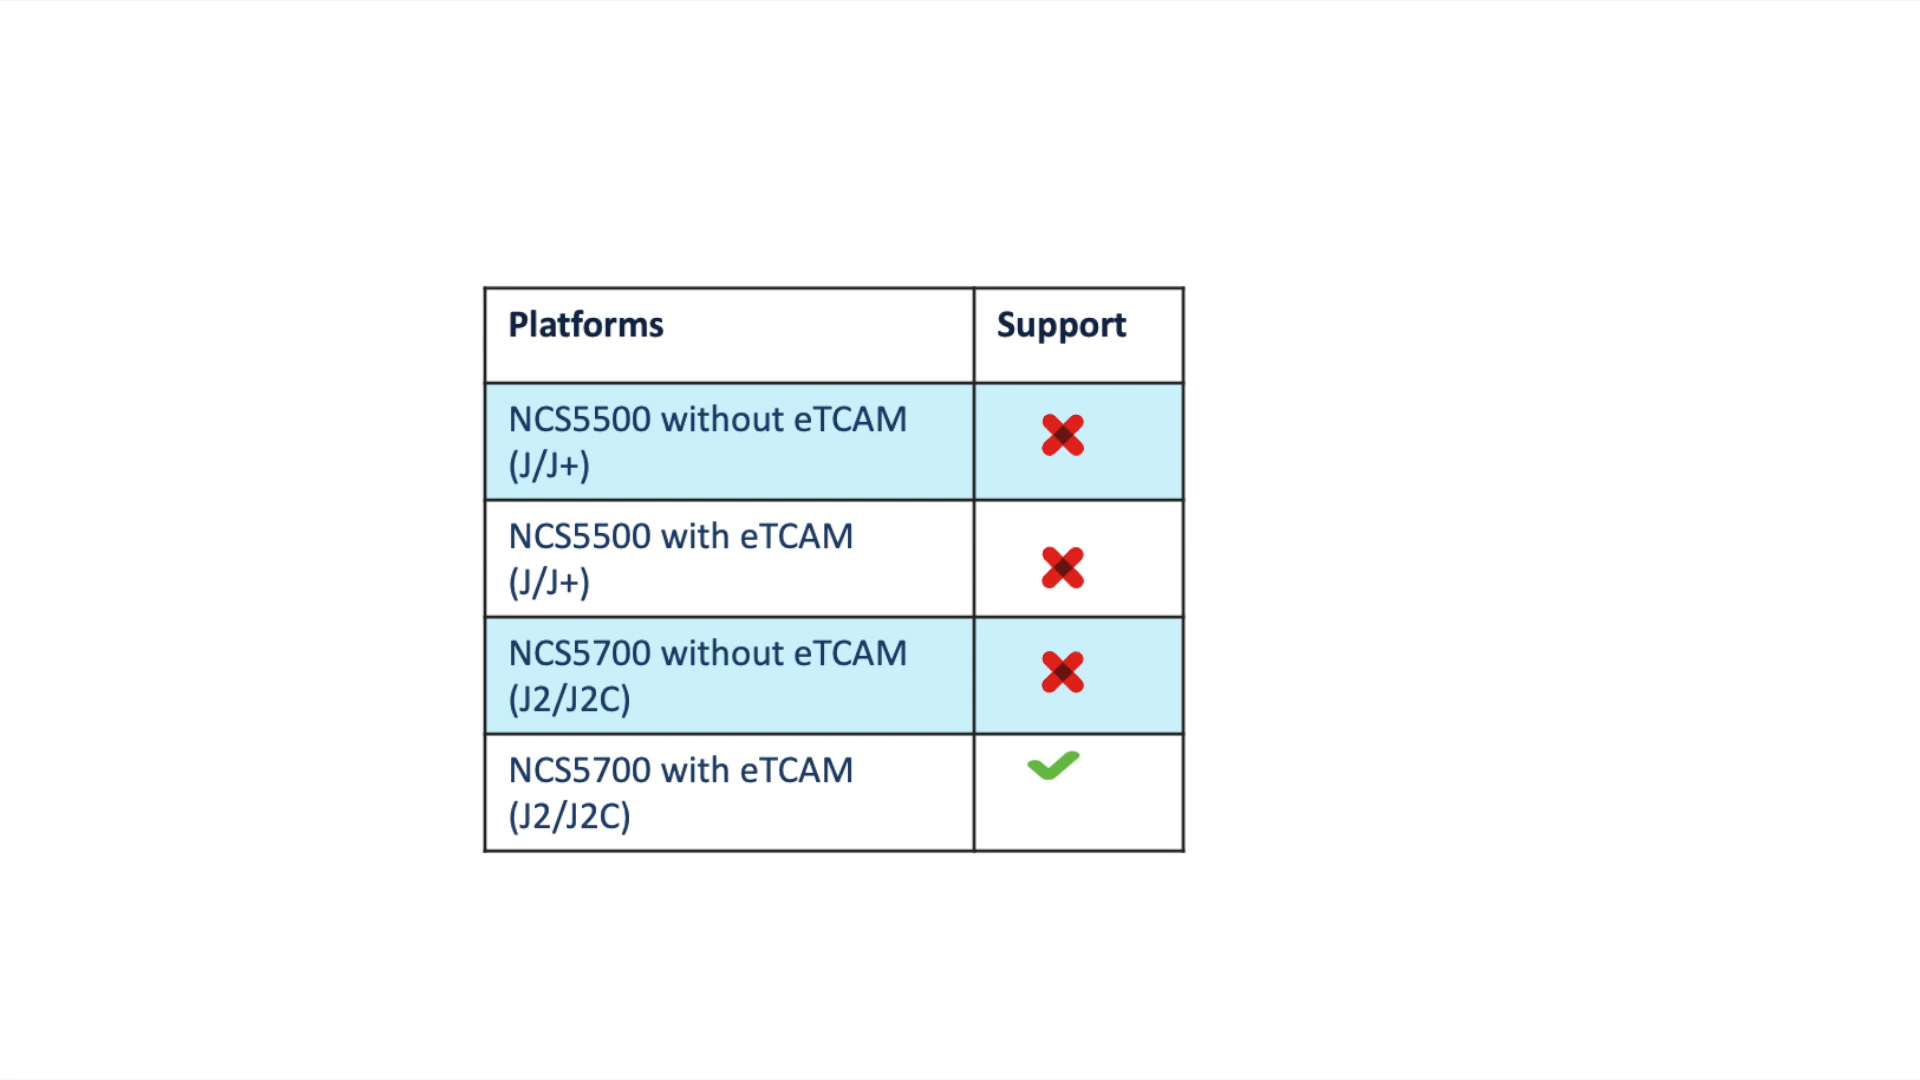 Platforms
Support
NCS5500 without eTCAM
(J/J+)
NCS5500 with eTCAM
(J/J+)
NCS5700 without eTCAM
(J2/J2C)
NCS5700 with eTCAM
(J2/J2C)